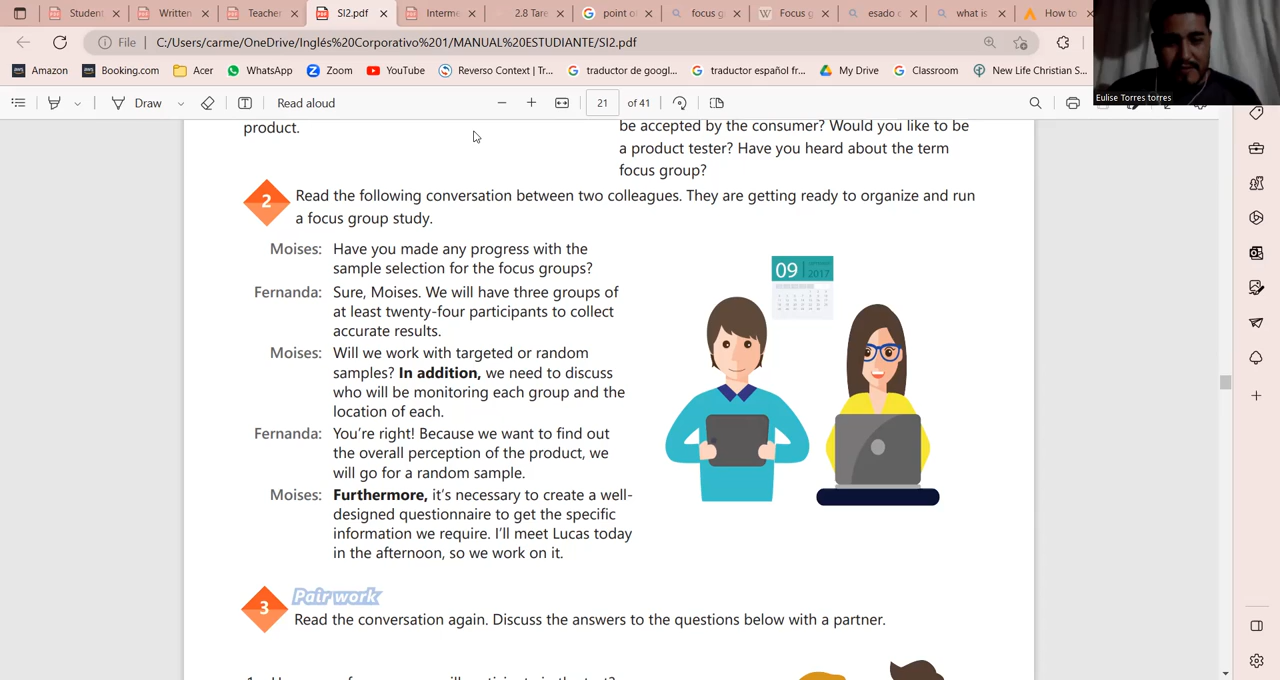 Student
Written
Teacher
SI2.pdf
Interme
2.8 Tare
point o
focus g
Focus g
esado c
what is
How to
File
C:/Users/carme/OneDrive/Inglés%20Corporativo%201/MANUAL%20ESTUDIANTE/SI2.pdf
Amazon
Booking.com
Acer
WhatsApp
Zoom
YouTube
Reverso Context | Tr...
traductor de googl...
traductor español fr...
My Drive
Classroom
New Life Christian S...
Eulise Torres torres
Draw
Read aloud
21 of 41
product.
be accepted by the consumer? Would you like to be
a product tester? Have you heard about the term
focus group?
2
Read the following conversation between two colleagues. They are getting ready to organize and run
a focus group study.
Moises: Have you made any progress with the
sample selection for the focus groups?
Fernanda: Sure, Moises. We will have three groups of
at least twenty-four participants to collect
accurate results.
Moises: Will we work with targeted or random
samples? In addition, we need to discuss
who will be monitoring each group and the
location of each.
Fernanda: You're right! Because we want to find out
the overall perception of the product, we
will go for a random sample.
Moises: Furthermore, it's necessary to create a well-
designed questionnaire to get the specific
information we require. I'll meet Lucas today
in the afternoon, so we work on it.
09
2017
3
Pair work
Read the conversation again. Discuss the answers to the questions below with a partner.